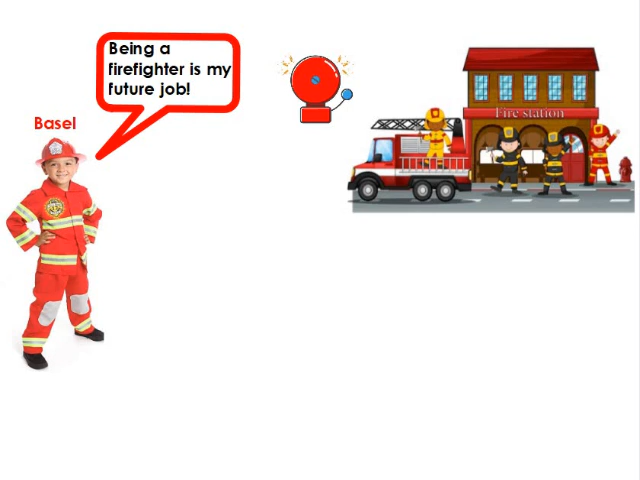 Being a
firefighter is my
future job!
Basel
Fire station